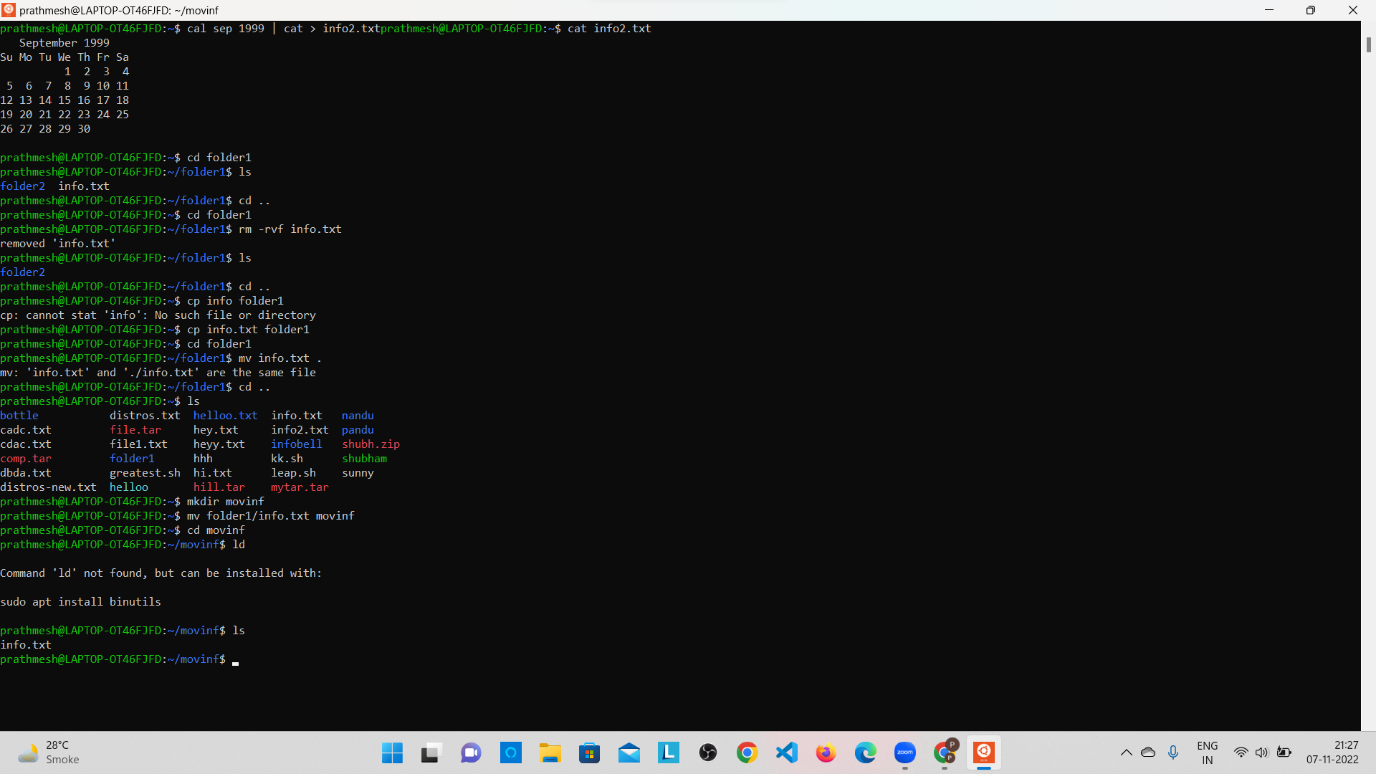 prathmesh@LAPTOP-OT46FJFD: ~/movinf
prathmesh@LAPTOP-OT46FJFD:~$ cal sep 1999 | cat > info2.txtprathmesh@LAPTOP-OT46FJFD:~$ cat info2.txt
   September 1999
Su Mo Tu We Th Fr Sa
          1  2  3  4
 5  6  7  8  9 10 11
12 13 14 15 16 17 18
19 20 21 22 23 24 25
26 27 28 29 30
prathmesh@LAPTOP-OT46FJFD:~$ cd folder1
prathmesh@LAPTOP-OT46FJFD:~/folder1$ ls
folder2  info.txt
prathmesh@LAPTOP-OT46FJFD:~/folder1$ cd ..
prathmesh@LAPTOP-OT46FJFD:~$ cd folder1
prathmesh@LAPTOP-OT46FJFD:~/folder1$ rm -rvf info.txt
removed 'info.txt'
prathmesh@LAPTOP-OT46FJFD:~/folder1$ ls
folder2
prathmesh@LAPTOP-OT46FJFD:~/folder1$ cd ..
prathmesh@LAPTOP-OT46FJFD:~$ cp info folder1
cp: cannot stat 'info': No such file or directory
prathmesh@LAPTOP-OT46FJFD:~$ cp info.txt folder1
prathmesh@LAPTOP-OT46FJFD:~$ cd folder1
prathmesh@LAPTOP-OT46FJFD:~/folder1$ mv info.txt .
mv: 'info.txt' and './info.txt' are the same file
prathmesh@LAPTOP-OT46FJFD:~/folder1$ cd ..
prathmesh@LAPTOP-OT46FJFD:~$ ls
bottle           distros.txt  helloo.txt  info.txt   nandu
cadc.txt         file.tar     hey.txt     info2.txt  pandu
cdac.txt         file1.txt    heyy.txt    infobell   shubh.zip
comp.tar         folder1      hhh         kk.sh      shubham
dbda.txt         greatest.sh  hi.txt      leap.sh    sunny
distros-new.txt  helloo       hill.tar    mytar.tar
prathmesh@LAPTOP-OT46FJFD:~$ mkdir movinf
prathmesh@LAPTOP-OT46FJFD:~$ mv folder1/info.txt movinf
prathmesh@LAPTOP-OT46FJFD:~$ cd movinf
prathmesh@LAPTOP-OT46FJFD:~/movinf$ ld
Command 'ld' not found, but can be installed with:
sudo apt install binutils
prathmesh@LAPTOP-OT46FJFD:~/movinf$ ls
info.txt
prathmesh@LAPTOP-OT46FJFD:~/movinf$
28°C
Smoke
L
zoom
P
P
ENG
IN
21:27
07-11-2022